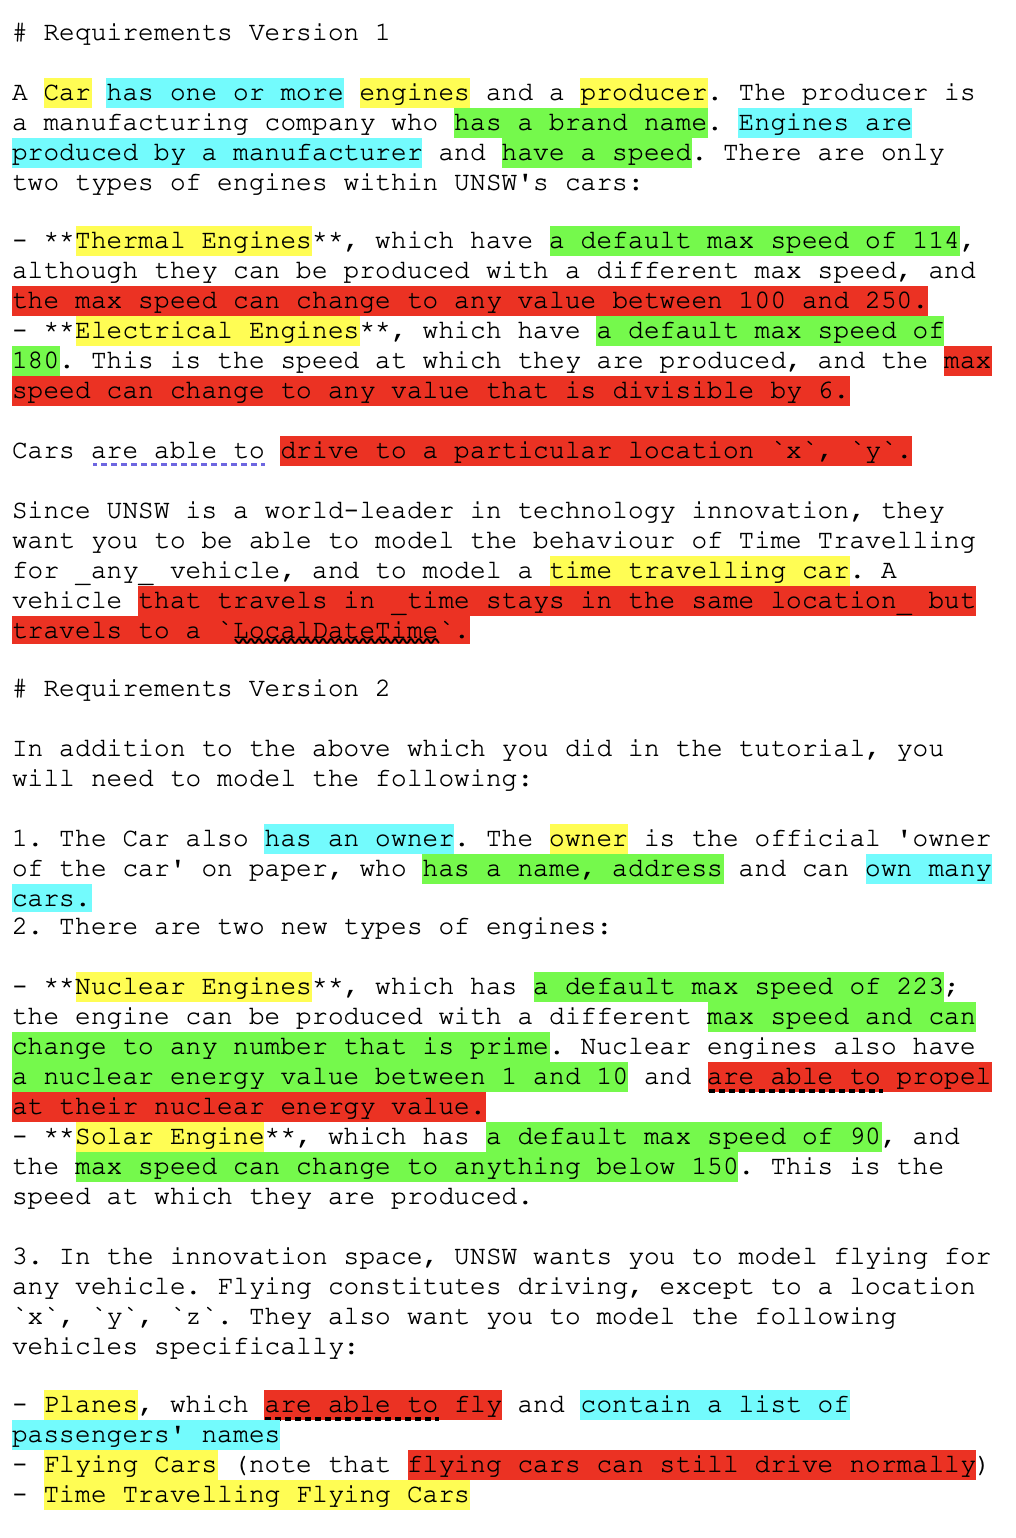 # Requirements Version 1
A Car has one or more engines and a producer. The producer is
a manufacturing company who has a brand name. Engines are
produced by a manufacturer and have a speed. There are only
two types of engines within UNSW's cars:
- **Thermal Engines**, which have a default max speed of 114,
although they can be produced with a different max speed, and
the max speed can change to any value between 100 and 250.
- **Electrical Engines**, which have a default max speed of
180. This is the speed at which they are produced, and the max
speed can change to any value that is divisible by 6.
Cars are able to drive to a particular location `x`, `y`.
Since UNSW is a world-leader in technology innovation, they
want you to be able to model the behaviour of Time Travelling
for _any_ vehicle, and to model a time travelling car. A
vehicle that travels in _time stays in the same location_ but
travels to a `LocalDateTime`.
# Requirements Version 2
In addition to the above which you did in the tutorial, you
will need to model the following:
1. The Car also has an owner. The owner is the official 'owner
of the car' on paper, who has a name, address and can own many
cars.
2. There are two new types of engines:
- **Nuclear Engines**, which has a default max speed of 223;
the engine can be produced with a different max speed and can
change to any number that is prime. Nuclear engines also have
a nuclear energy value between 1 and 10 and are able to propel
at their nuclear energy value.
- **Solar Engine**, which has a default max speed of 90, and
the max speed can change to anything below 150. This is the
speed at which they are produced.
3. In the innovation space, UNSW wants you to model flying for
any vehicle. Flying constitutes driving, except to a location
`x`, `y`, `z`. They also want you to model the following
vehicles specifically:
- Planes, which are able to fly and contain a list of
passengers' names
- Flying Cars (note that flying cars can still drive normally)
- Time Travelling Flying Cars